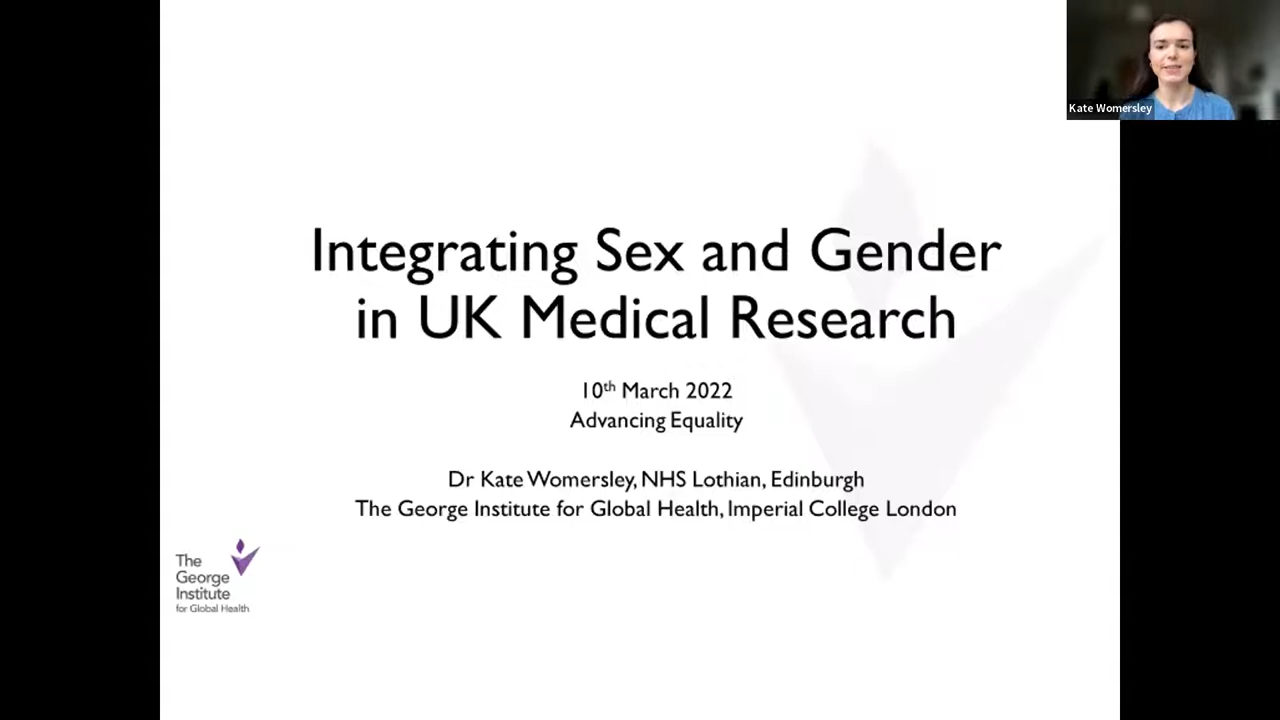 Kate Womersley
Integrating Sex and Gender
in UK Medical Research
10th March 2022
Advancing Equality
Dr Kate Womersley, NHS Lothian, Edinburgh
The George Institute for Global Health, Imperial College London
The
George
Institute
for Global Health